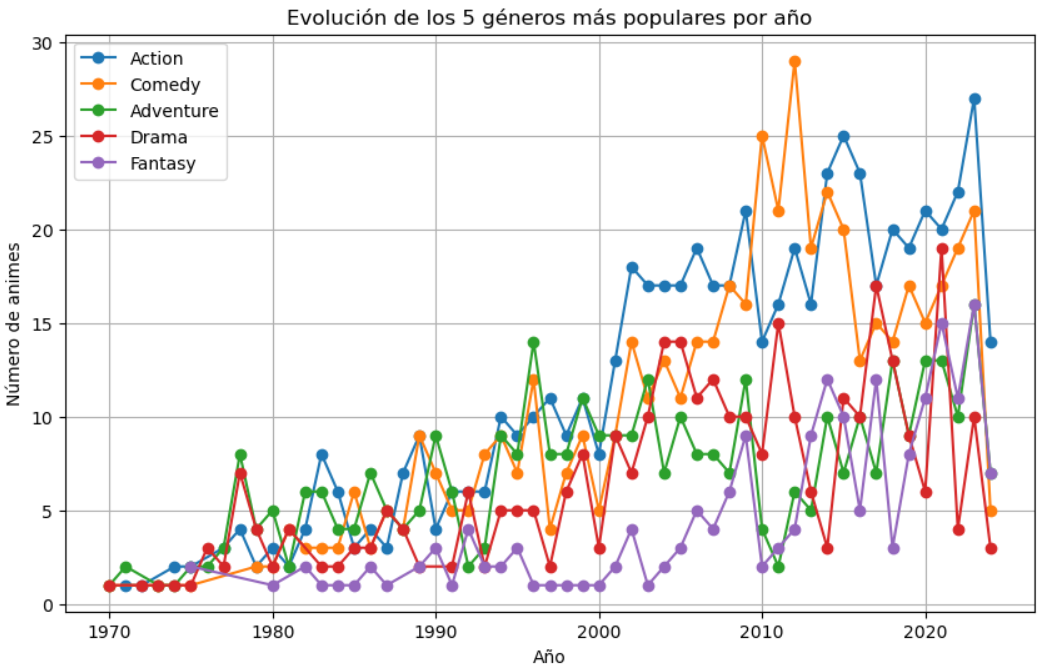 Evolución de los 5 géneros más populares por año
Action
Comedy
Adventure
Drama
Fantasy
Número de animes
30
25
20
15
10
5
0
1970 1980 1990 2000 2010 2020
Año